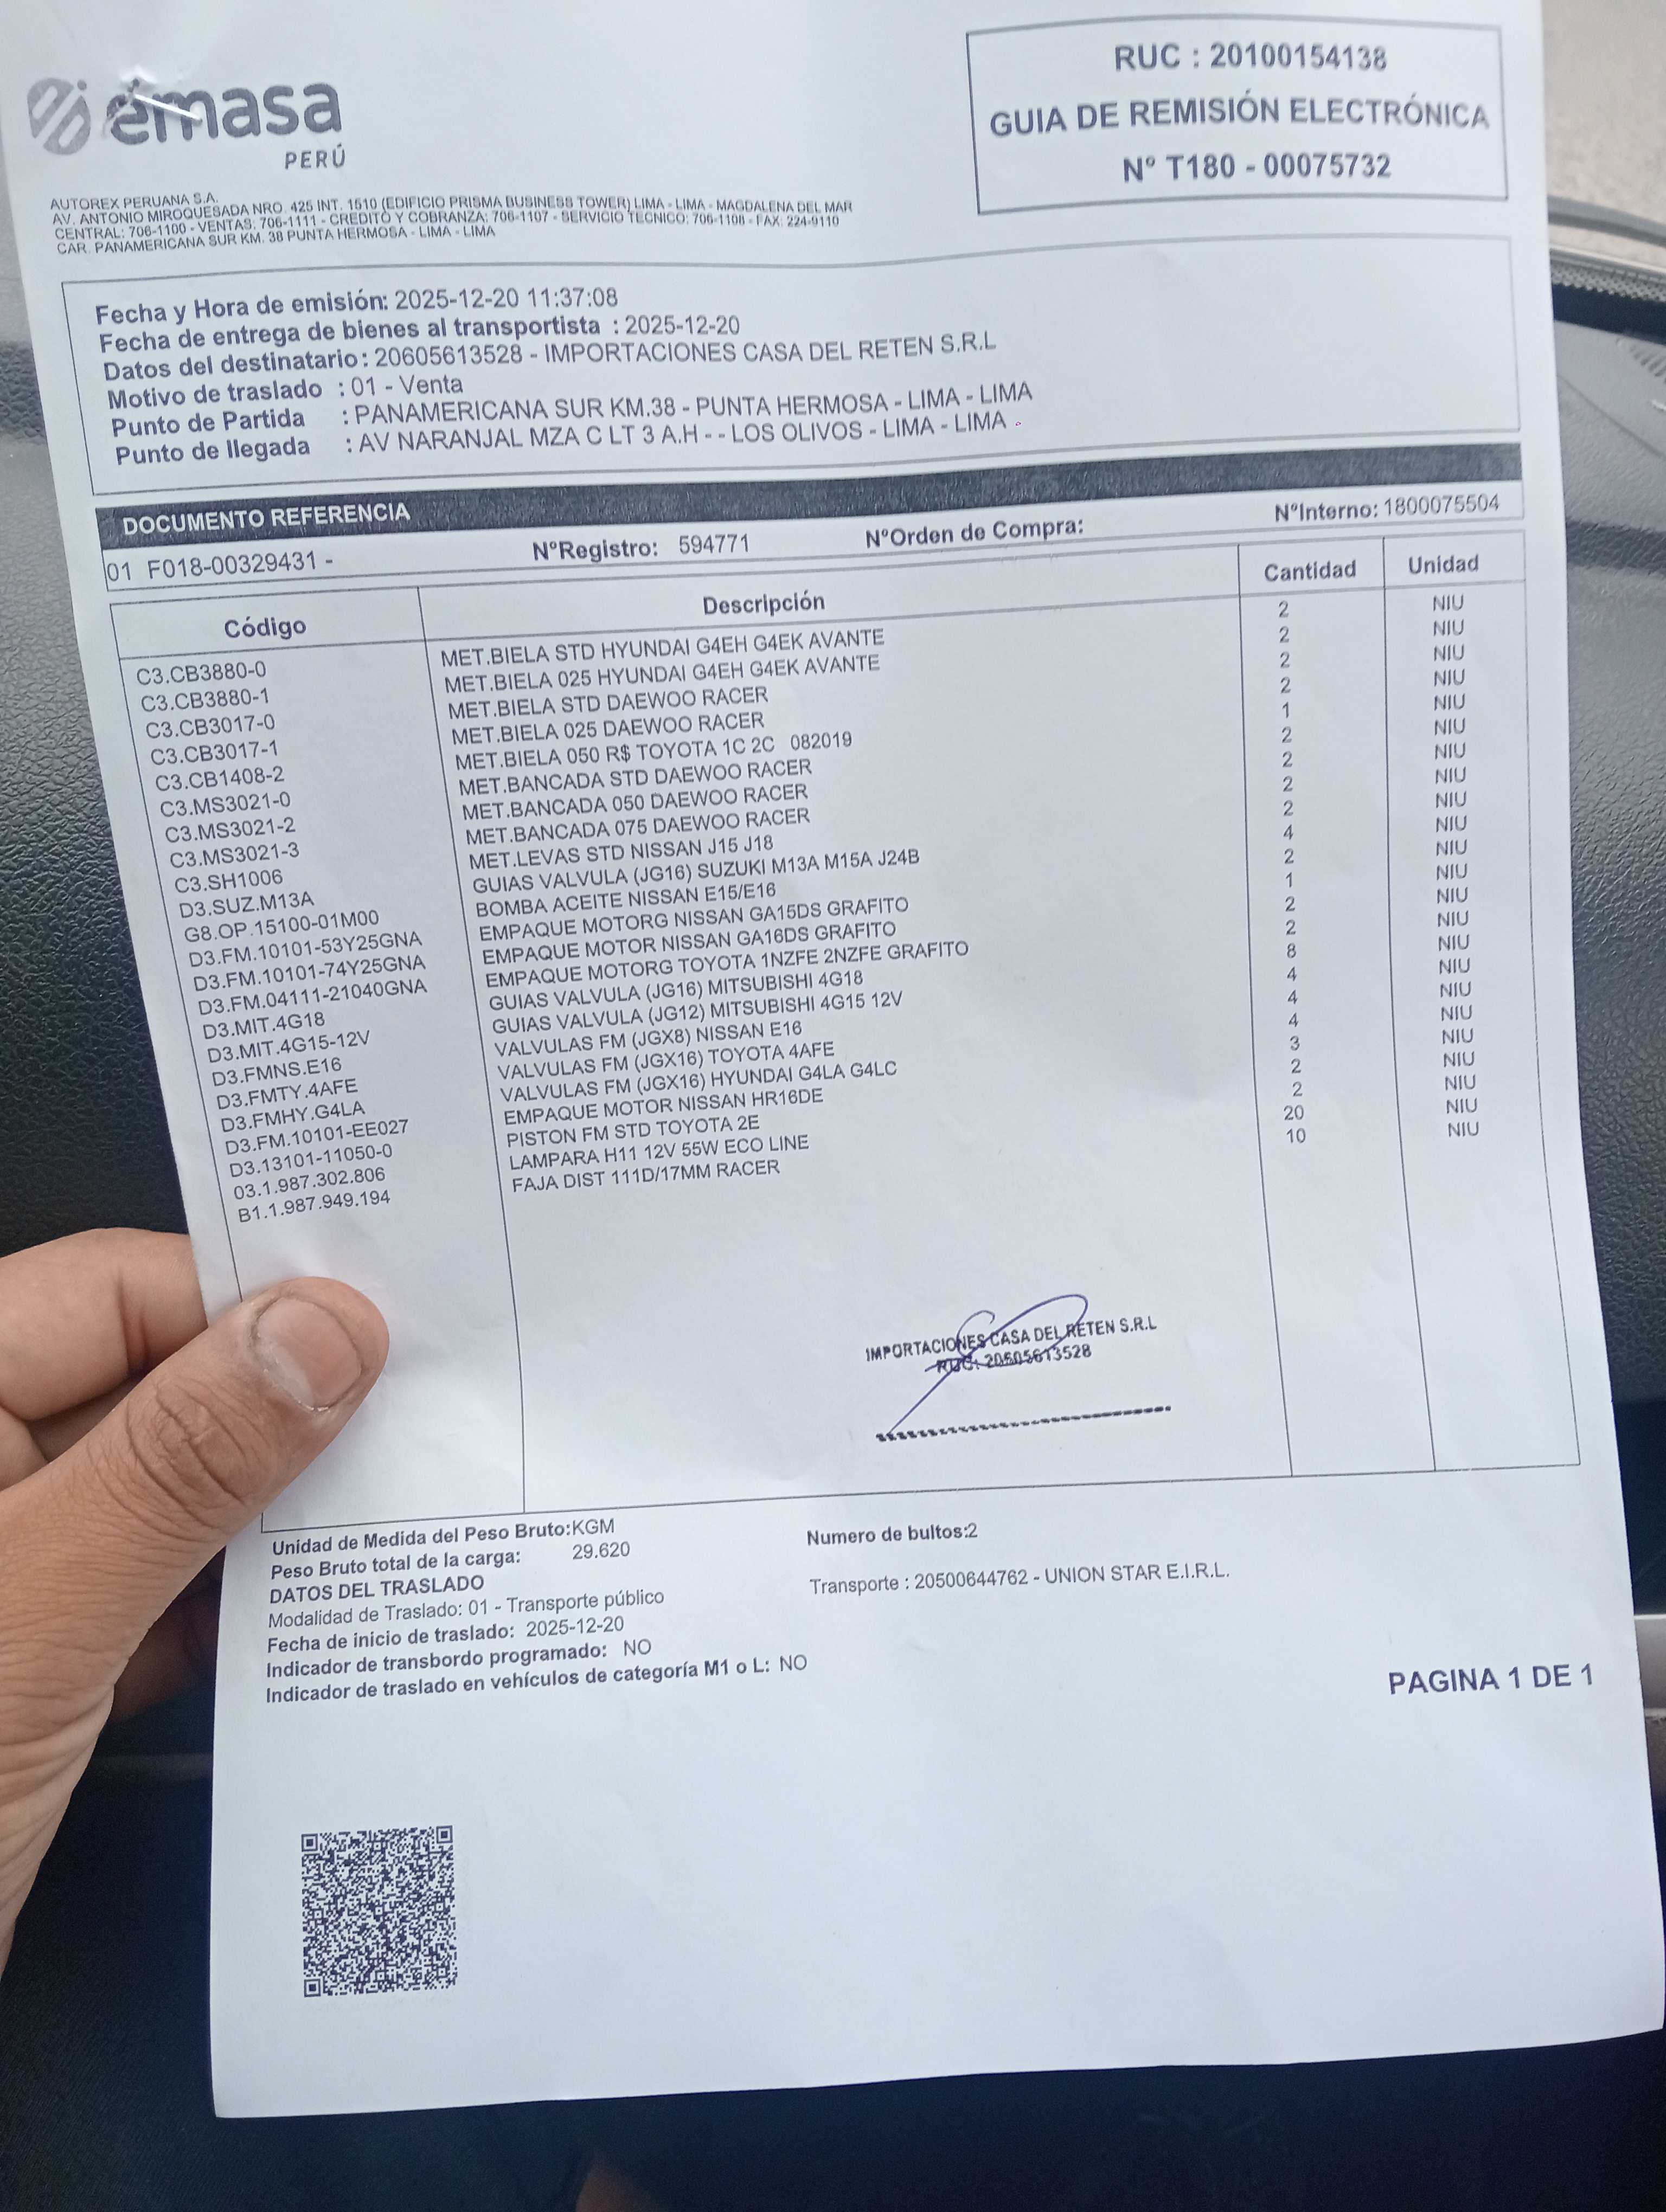 emasa
PERÚ
RUC : 20100154138
GUIA DE REMISIÓN ELECTRÓNICA
Nº T180 - 00075732
AUTOREX PERUANA S.A.
AV. ANTONIO MIROQUESADA NRO. 425 INT. 1510 (EDIFICIO PRISMA BUSINESS TOWER) LIMA - LIMA - MAGDALENA DEL MAR
CENTRAL: 706-1100 - VENTAS: 706-1111 - CREDITO Y COBRANZA: 706-1107 - SERVICIO TECNICO: 706-1108 - FAX: 224-9110
CAR. PANAMERICANA SUR KM. 38 PUNTA HERMOSA - LIMA - LIMA
Fecha y Hora de emisión: 2025-12-20 11:37:08
Fecha de entrega de bienes al transportista : 2025-12-20
Datos del destinatario : 20605613528 - IMPORTACIONES CASA DEL RETEN S.R.L
Motivo de traslado : 01 - Venta
Punto de Partida : PANAMERICANA SUR KM.38 - PUNTA HERMOSA - LIMA - LIMA
Punto de llegada : AV NARANJAL MZA C LT 3 A.H - - LOS OLIVOS - LIMA - LIMA
DOCUMENTO REFERENCIA
01 F018-00329431 - NºRegistro: 594771 NºOrden de Compra: NºInterno: 1800075504
Código Descripción Cantidad Unidad
C3.CB3880-0 MET.BIELA STD HYUNDAI G4EH G4EK AVANTE 2 NIU
C3.CB3880-1 MET.BIELA 025 HYUNDAI G4EH G4EK AVANTE 2 NIU
C3.CB3017-0 MET.BIELA STD DAEWOO RACER 2 NIU
C3.CB3017-1 MET.BIELA 025 DAEWOO RACER 2 NIU
C3.CB1408-2 MET.BIELA 050 R$ TOYOTA 1C 2C 082019 1 NIU
C3.MS3021-0 MET.BANCADA STD DAEWOO RACER 2 NIU
C3.MS3021-2 MET.BANCADA 050 DAEWOO RACER 2 NIU
C3.MS3021-3 MET.BANCADA 075 DAEWOO RACER 2 NIU
C3.SH1006 MET.LEVAS STD NISSAN J15 J18 2 NIU
D3.SUZ.M13A GUIAS VALVULA (JG16) SUZUKI M13A M15A J24B 4 NIU
G8.OP.15100-01M00 BOMBA ACEITE NISSAN E15/E16 2 NIU
D3.FM.10101-53Y25GNA EMPAQUE MOTORG NISSAN GA15DS GRAFITO 1 NIU
D3.FM.10101-74Y25GNA EMPAQUE MOTOR NISSAN GA16DS GRAFITO 2 NIU
D3.FM.04111-21040GNA EMPAQUE MOTORG TOYOTA 1NZFE 2NZFE GRAFITO 2 NIU
D3.MIT.4G18 GUIAS VALVULA (JG16) MITSUBISHI 4G18 8 NIU
D3.MIT.4G15-12V GUIAS VALVULA (JG12) MITSUBISHI 4G15 12V 4 NIU
D3.FMNS.E16 VALVULAS FM (JGX8) NISSAN E16 4 NIU
D3.FMTY.4AFE VALVULAS FM (JGX16) TOYOTA 4AFE 4 NIU
D3.FMHY.G4LA VALVULAS FM (JGX16) HYUNDAI G4LA G4LC 3 NIU
D3.FM.10101-EE027 EMPAQUE MOTOR NISSAN HR16DE 2 NIU
D3.13101-11050-0 PISTON FM STD TOYOTA 2E 2 NIU
03.1.987.302.806 LAMPARA H11 12V 55W ECO LINE 20 NIU
B1.1.987.949.194 FAJA DIST 111D/17MM RACER 10 NIU
IMPORTACIONES CASA DEL RETEN S.R.L
RUC: 20605613528
Unidad de Medida del Peso Bruto:KGM Numero de bultos:2
Peso Bruto total de la carga: 29.620
DATOS DEL TRASLADO Transporte : 20500644762 - UNION STAR E.I.R.L.
Modalidad de Traslado: 01 - Transporte público
Fecha de inicio de traslado: 2025-12-20
Indicador de transbordo programado: NO
Indicador de traslado en vehículos de categoría M1 o L: NO
PAGINA 1 DE 1